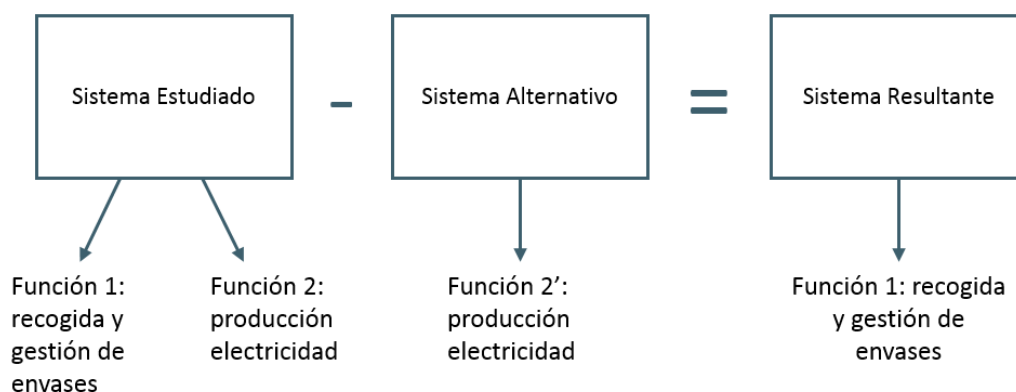 Sistema Estudiado
-
Sistema Alternativo
=
Sistema Resultante
Función 1:
recogida y
gestión de
envases
Función 2:
producción
electricidad
Función 2’:
producción
electricidad
Función 1: recogida
y gestión de
envases